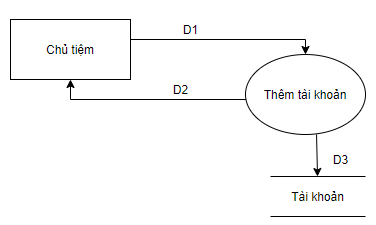 D1
Chủ tiệm
D2
Thêm tài khoản
D3
Tài khoản